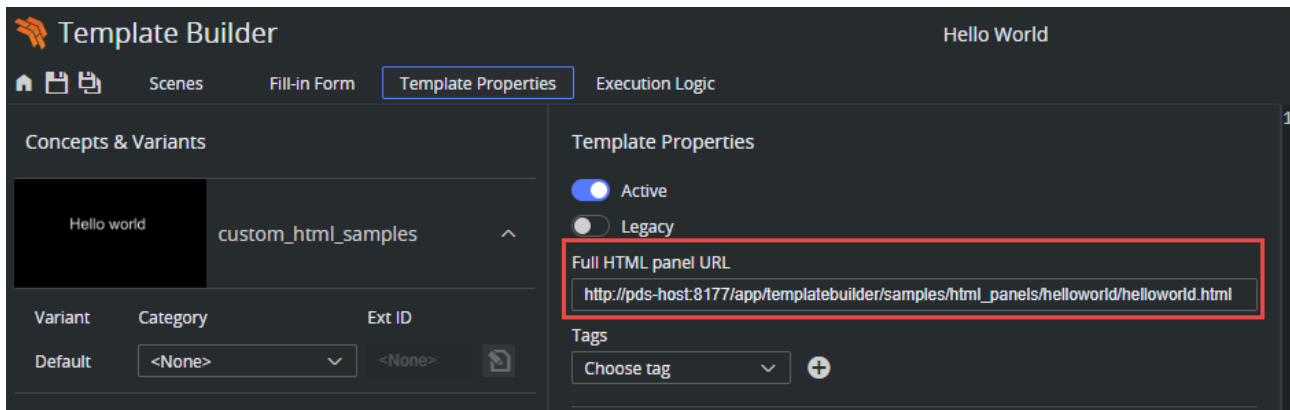 Template Builder
Hello World
Scenes Fill-in Form Template Properties Execution Logic
Concepts & Variants
Hello world
custom_html_samples
Variant Category Ext ID
Default <None> <None>
Template Properties
Active
Legacy
Full HTML panel URL
http://pds-host:8177/app/templatebuilder/samples/html_panels/helloworld/helloworld.html
Tags
Choose tag
1